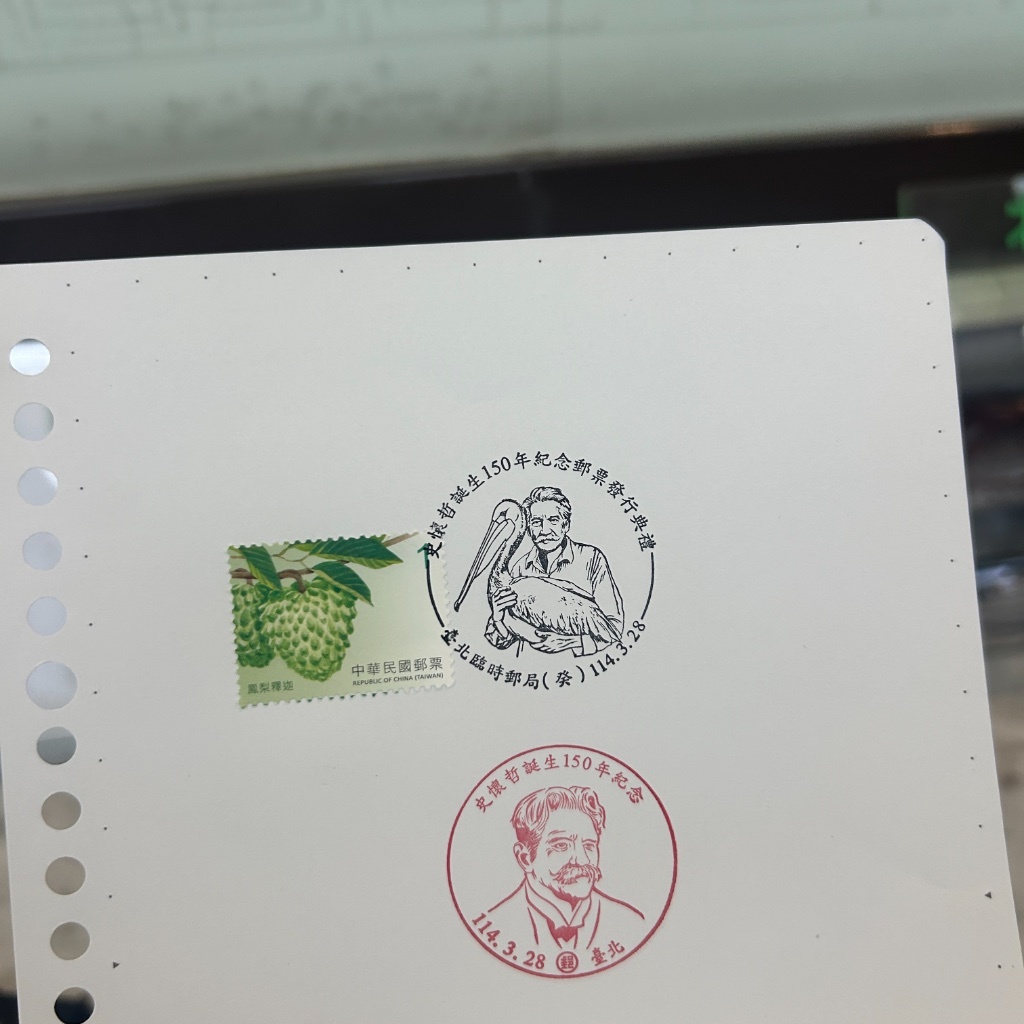 史懷哲誕生150年紀念郵票發行典禮
臺北臨時郵局(癸)114.3.28
中華民國郵票
REPUBLIC OF CHINA (TAIWAN)
鳳梨釋迦
史懷哲誕生150年紀念
114.3.28 郵 臺北